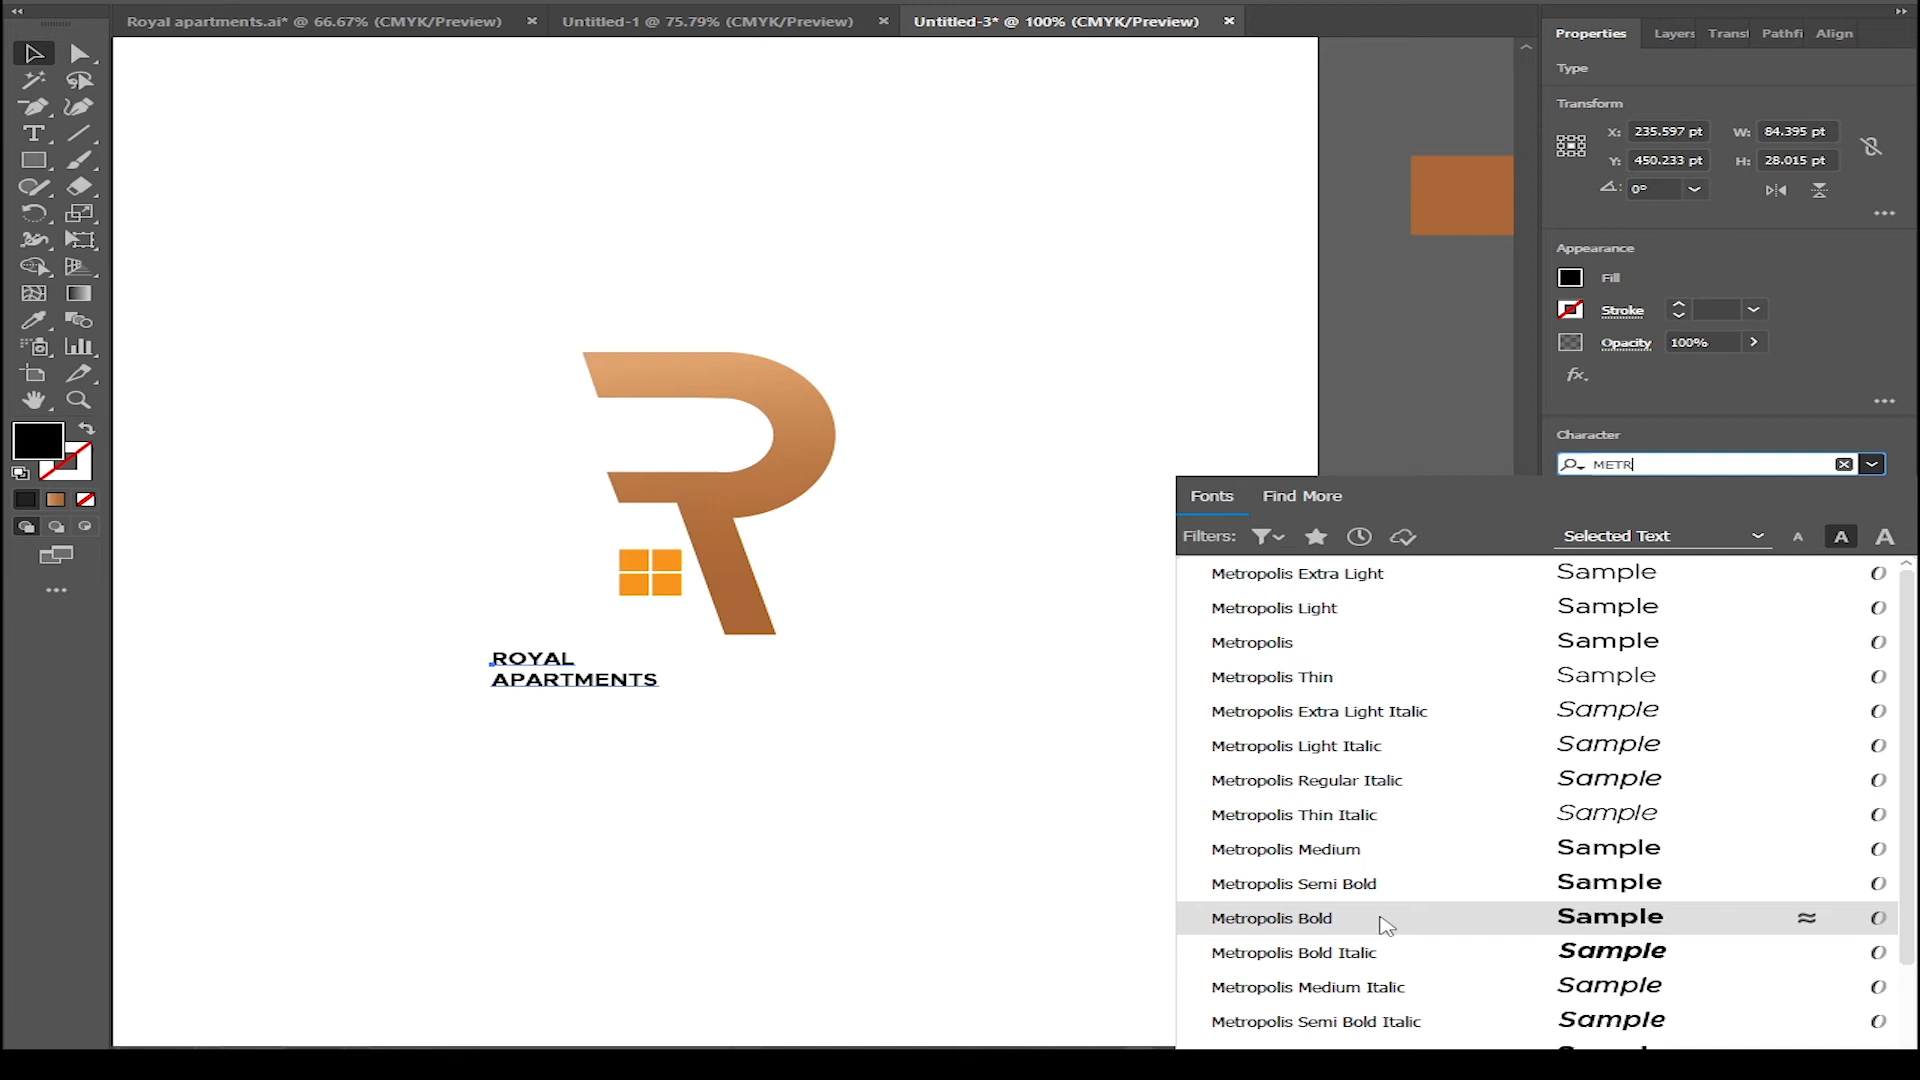 Royal apartments.ai* @ 66.67% (CMYK/Preview)
Untitled-1 @ 75.79% (CMYK/Preview)
Untitled-3* @ 100% (CMYK/Preview)
Properties
Layers
Transf
Pathfi
Align
Type
Transform
X: 235.597 pt
W: 84.395 pt
Y: 450.233 pt
H: 28.015 pt
0°
Appearance
Fill
Stroke
Opacity 100%
fx
Character
METR
ROYAL
APARTMENTS
Fonts
Find More
Filters:
Selected Text
A
A
A
Metropolis Extra Light Sample
Metropolis Light Sample
Metropolis Sample
Metropolis Thin Sample
Metropolis Extra Light Italic Sample
Metropolis Light Italic Sample
Metropolis Regular Italic Sample
Metropolis Thin Italic Sample
Metropolis Medium Sample
Metropolis Semi Bold Sample
Metropolis Bold Sample
Metropolis Bold Italic Sample
Metropolis Medium Italic Sample
Metropolis Semi Bold Italic Sample